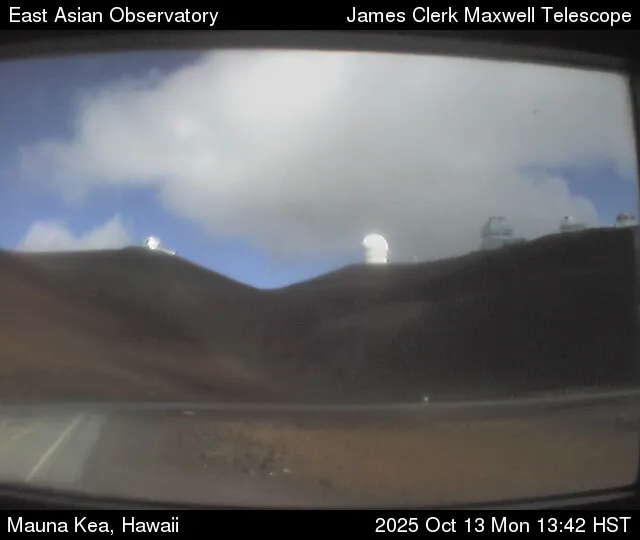 East Asian Observatory
James Clerk Maxwell Telescope
Mauna Kea, Hawaii
2025 Oct 13 Mon 13:42 HST